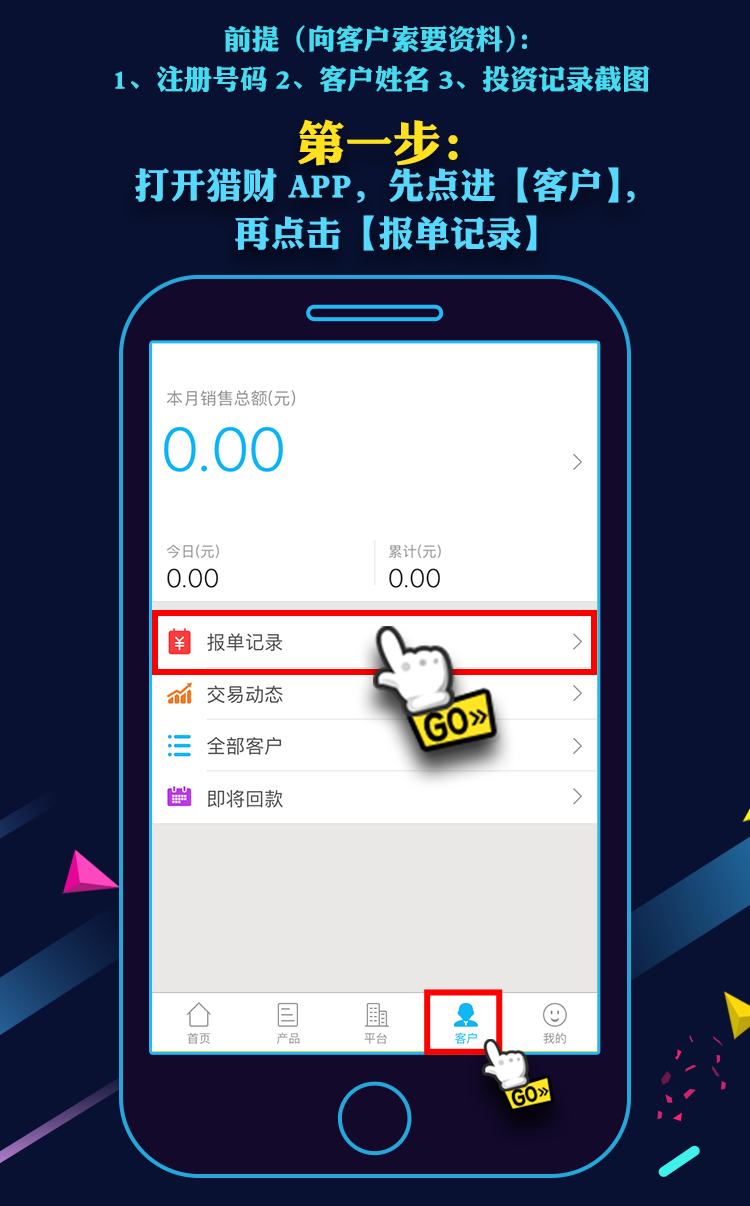 前提（向客户索要资料）：
1、注册号码 2、客户姓名 3、投资记录截图
第一步：
打开猎财 APP，先点进【客户】，
再点击【报单记录】
本月销售总额(元)
0.00
今日(元)
累计(元)
0.00
0.00
报单记录
交易动态
GO»
全部客户
即将回款
首页
产品
平台
客户
我的
GO»